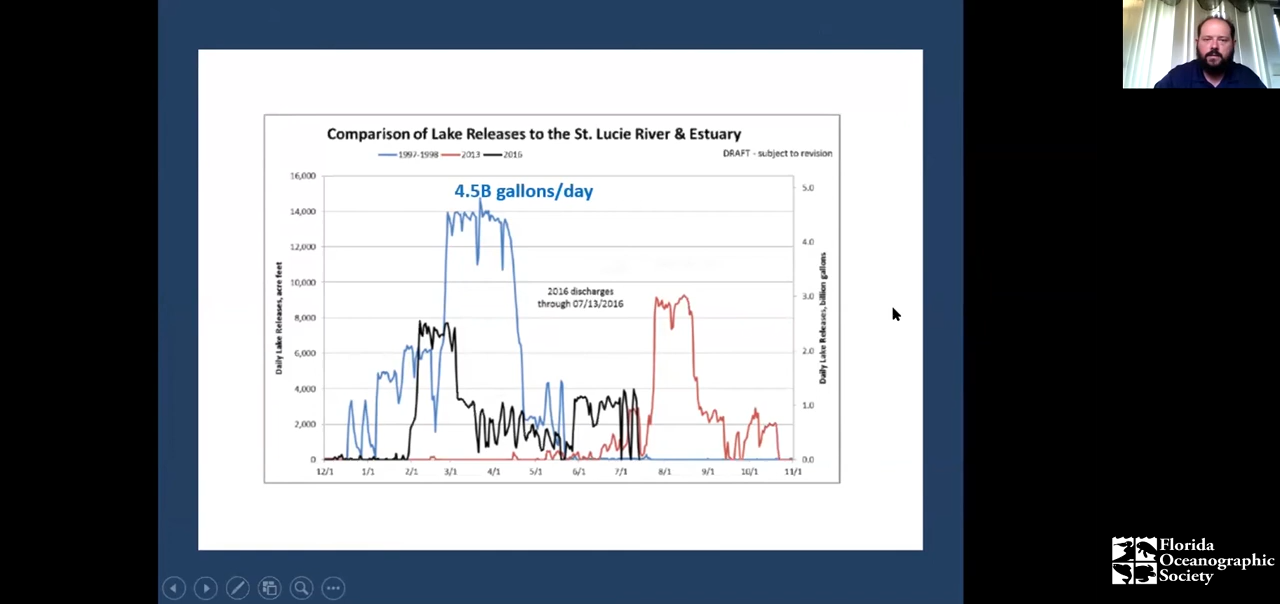 Comparison of Lake Releases to the St. Lucie River & Estuary
1997-1998 2013 2016
DRAFT - subject to revision
4.5B gallons/day
2016 discharges
through 07/13/2016
Daily Lake Releases, acre feet
16,000
14,000
12,000
10,000
8,000
6,000
4,000
2,000
0
12/1 1/1 2/1 3/1 4/1 5/1 6/1 7/1 8/1 9/1 10/1 11/1
5.0
4.0
3.0
2.0
1.0
0.0
Daily Lake Releases, billion gallons
Florida
Oceanographic
Society